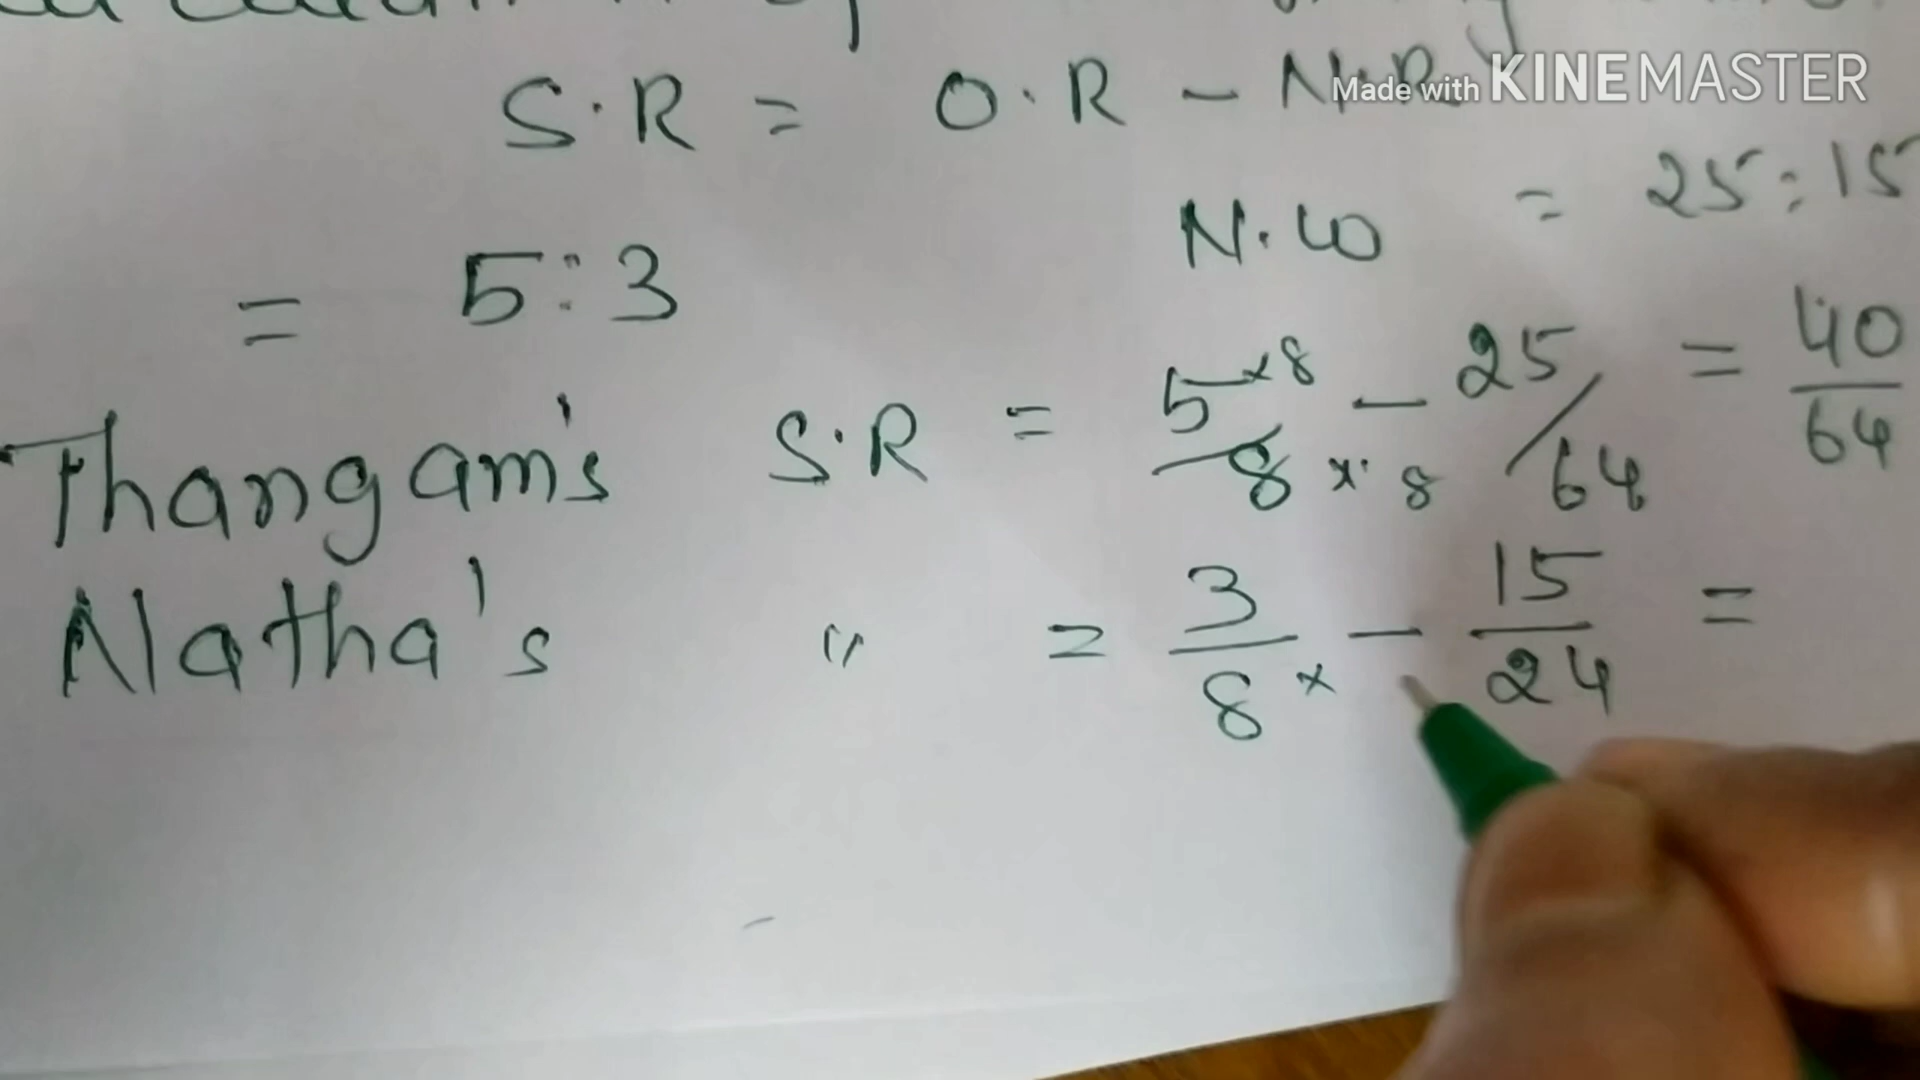 S.R = O.R - N.R
Made with KINEMASTER
N.W = 25:15
= 5:3
Thangam's S.R = 5×8/8×8 - 25/64 = 40/64
Natha's " = 3/8× - 15/24 =